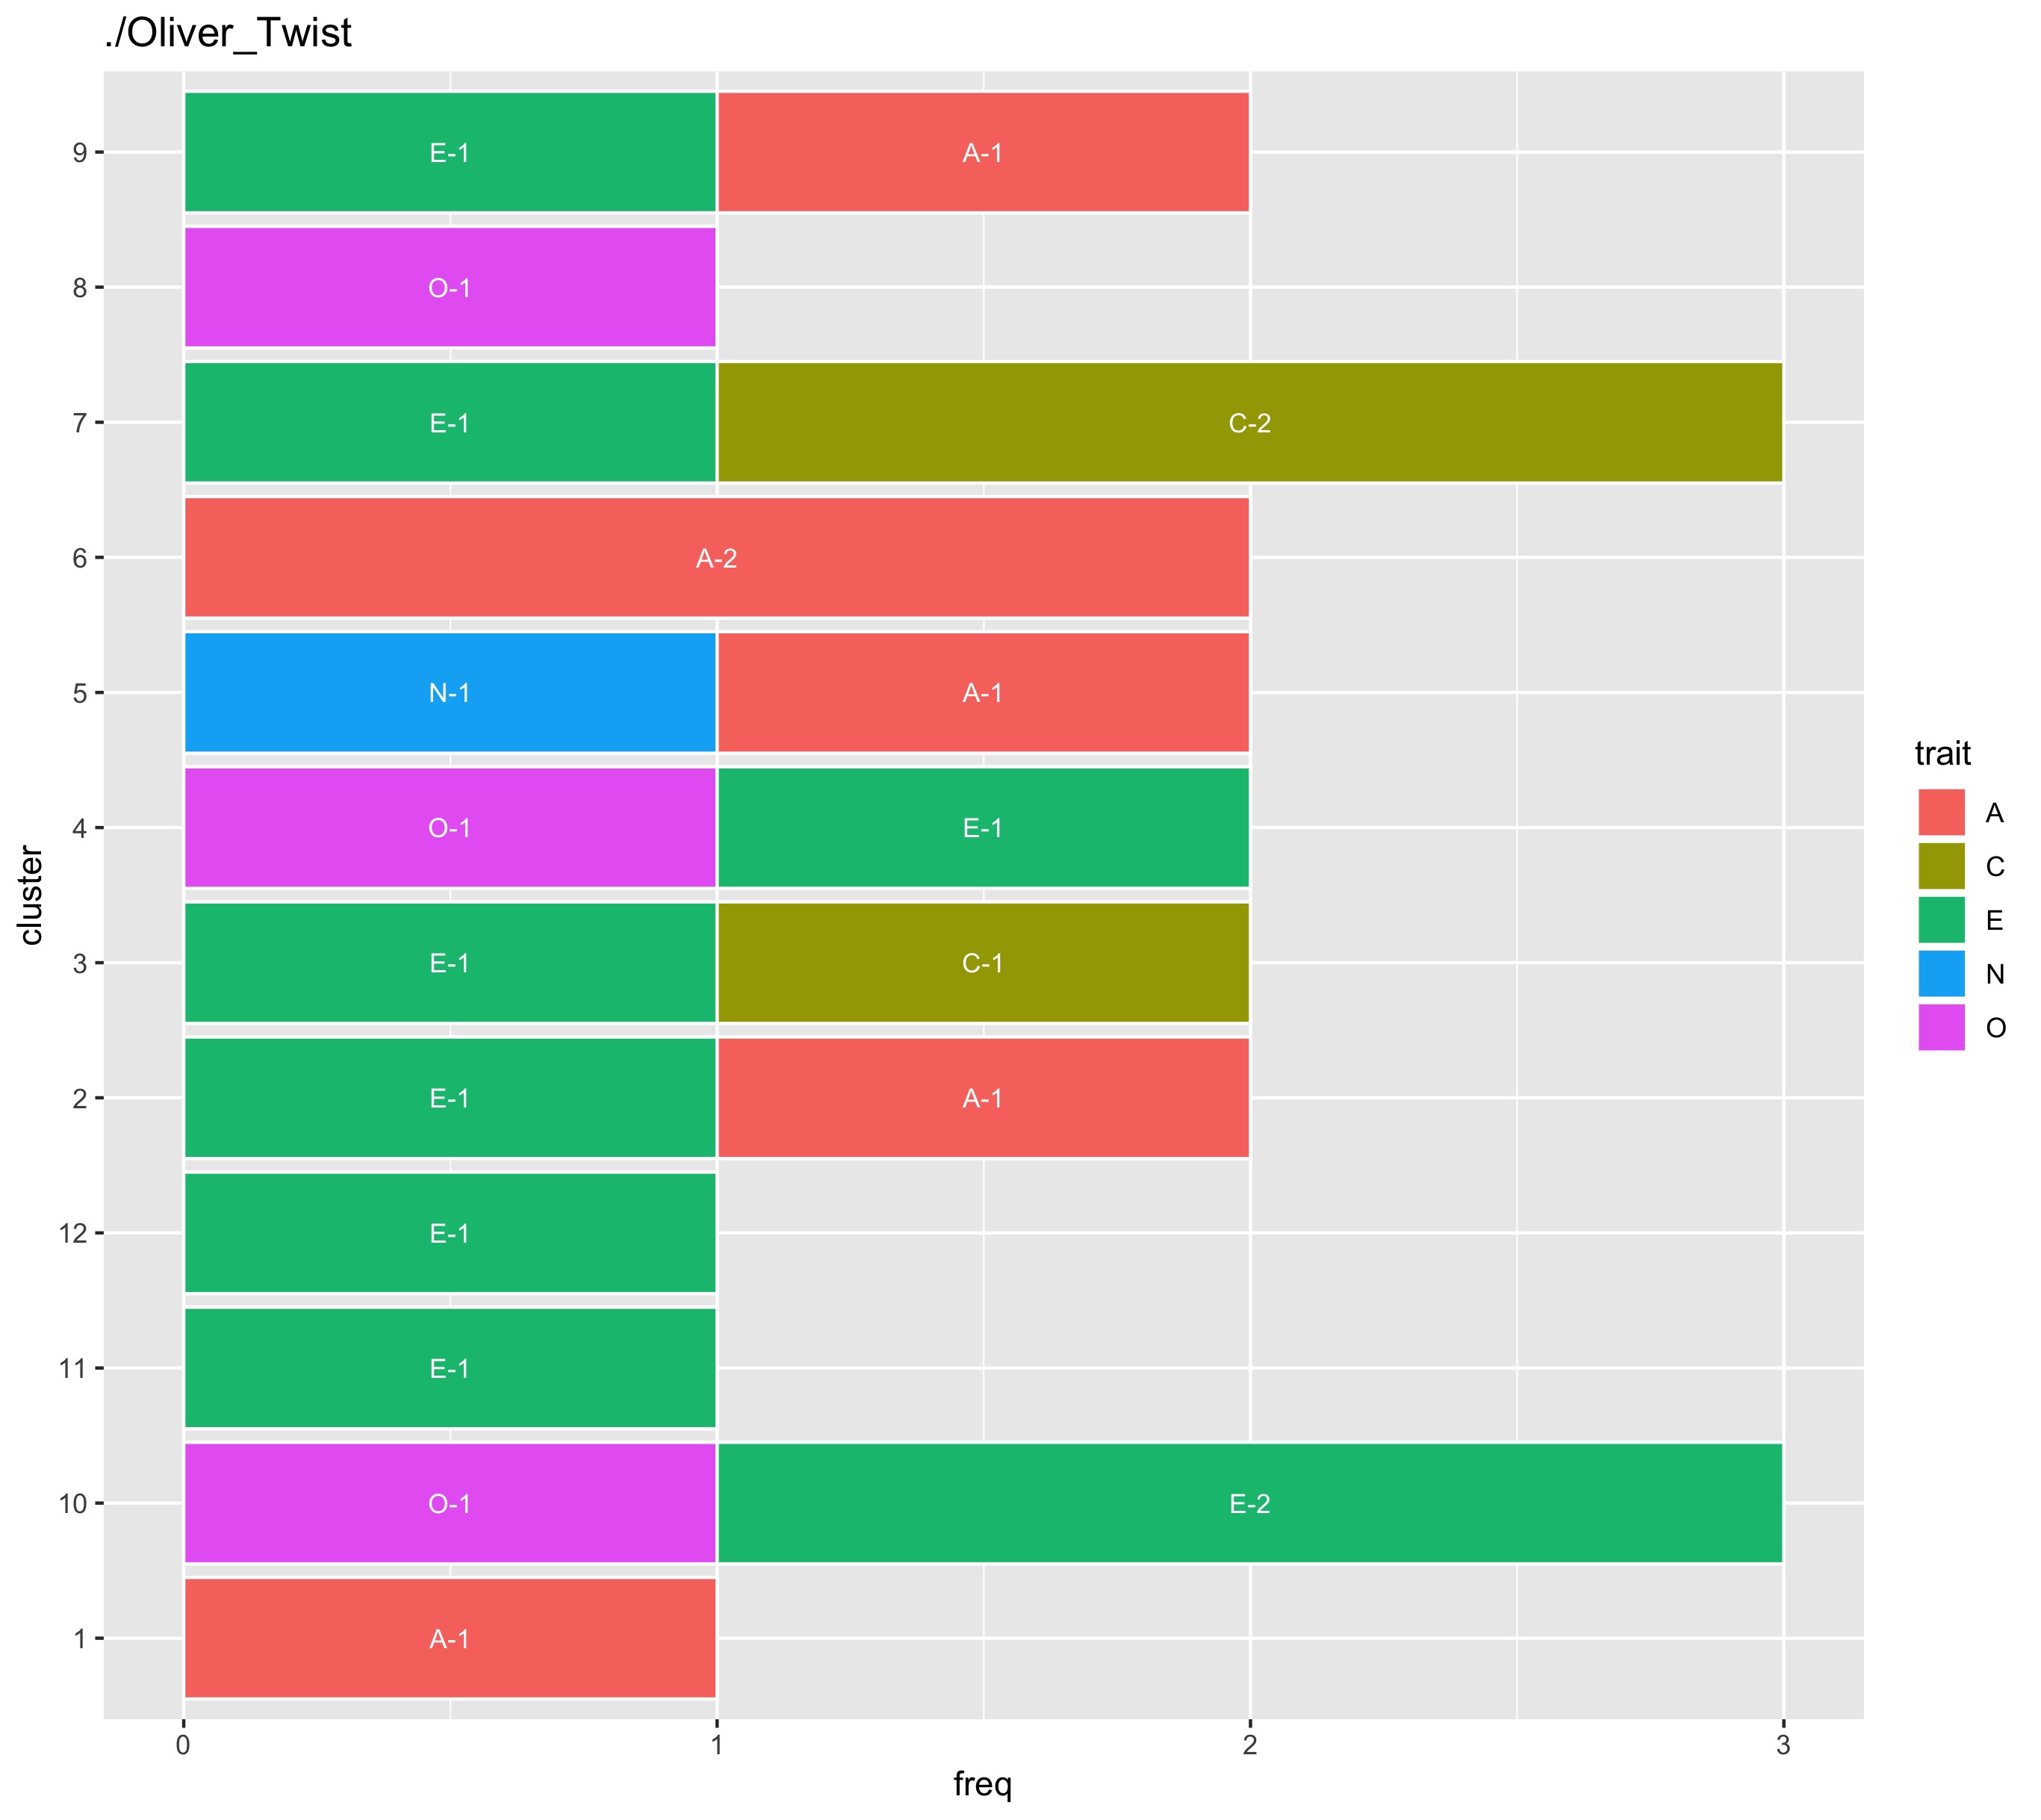 ./Oliver_Twist
9
E-1 A-1
8
O-1
7
E-1 C-2
6
A-2
5
N-1 A-1
4
O-1 E-1
3
E-1 C-1
2
E-1 A-1
12
E-1
11
E-1
10
O-1 E-2
1
A-1
0 1 2 3
freq
cluster
trait
A
C
E
N
O